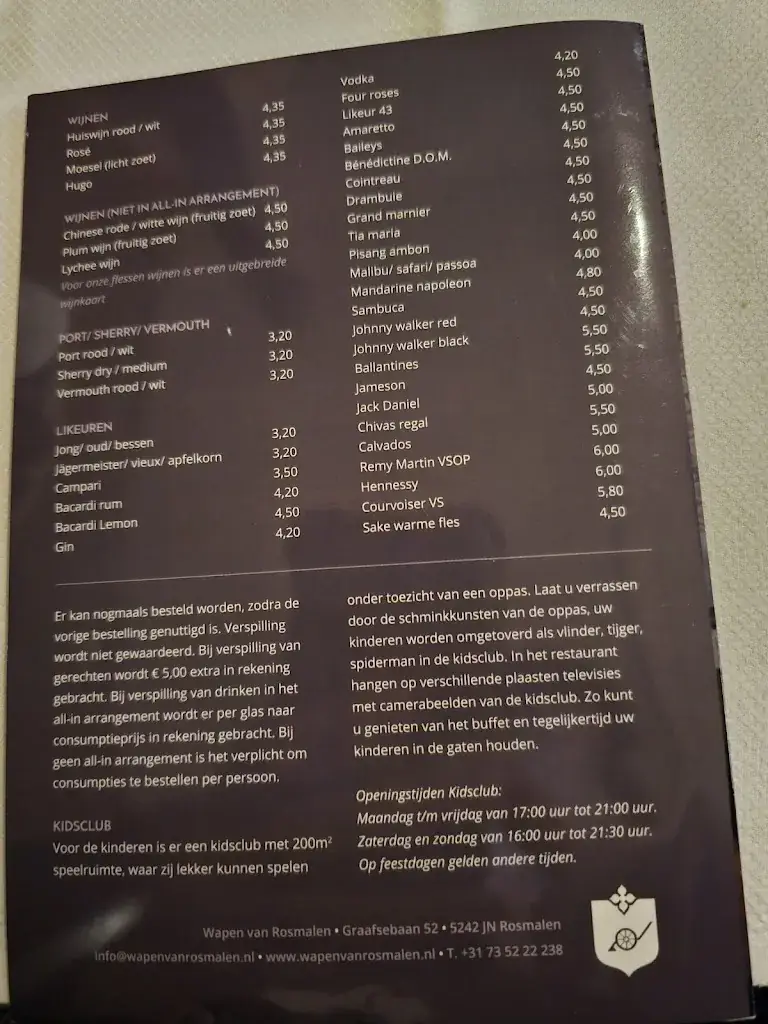 WIJNEN
Huiswijn rood / wit 4,35
Rosé 4,35
Moesel (licht zoet) 4,35
Hugo 4,35
WIJNEN (NIET IN ALL-IN ARRANGEMENT)
Chinese rode / witte wijn (fruitig zoet) 4,50
Plum wijn (fruitig zoet) 4,50
Lychee wijn 4,50
Voor onze flessen wijnen is er een uitgebreide
wijnkaart
PORT/ SHERRY/ VERMOUTH
Port rood / wit 3,20
Sherry dry / medium 3,20
Vermouth rood / wit 3,20
LIKEUREN
Jong/ oud/ bessen 3,20
Jägermeister/ vieux/ apfelkorn 3,20
Campari 3,50
Bacardi rum 4,20
Bacardi Lemon 4,50
Gin 4,20
Vodka 4,20
Four roses 4,50
Likeur 43 4,50
Amaretto 4,50
Baileys 4,50
Bénédictine D.O.M. 4,50
Cointreau 4,50
Drambuie 4,50
Grand marnier 4,50
Tia maria 4,50
Pisang ambon 4,00
Malibu/ safari/ passoa 4,00
Mandarine napoleon 4,80
Sambuca 4,50
Johnny walker red 4,50
Johnny walker black 5,50
Ballantines 5,50
Jameson 4,50
Jack Daniel 5,00
Chivas regal 5,50
Calvados 5,00
Remy Martin VSOP 6,00
Hennessy 6,00
Courvoiser VS 5,80
Sake warme fles 4,50
Er kan nogmaals besteld worden, zodra de
vorige bestelling genuttigd is. Verspilling
wordt niet gewaardeerd. Bij verspilling van
gerechten wordt € 5,00 extra in rekening
gebracht. Bij verspilling van drinken in het
all-in arrangement wordt er per glas naar
consumptieprijs in rekening gebracht. Bij
geen all-in arrangement is het verplicht om
consumpties te bestellen per persoon.
KIDSCLUB
Voor de kinderen is er een kidsclub met 200m²
speelruimte, waar zij lekker kunnen spelen
onder toezicht van een oppas. Laat u verrassen
door de schminkkunsten van de oppas, uw
kinderen worden omgetoverd als vlinder, tijger,
spiderman in de kidsclub. In het restaurant
hangen op verschillende plaasten televisies
met camerabeelden van de kidsclub. Zo kunt
u genieten van het buffet en tegelijkertijd uw
kinderen in de gaten houden.
Openingstijden Kidsclub:
Maandag t/m vrijdag van 17:00 uur tot 21:00 uur.
Zaterdag en zondag van 16:00 uur tot 21:30 uur.
Op feestdagen gelden andere tijden.
Wapen van Rosmalen • Graafsebaan 52 • 5242 JN Rosmalen
info@wapenvanrosmalen.nl • www.wapenvanrosmalen.nl • T. +31 73 52 22 238